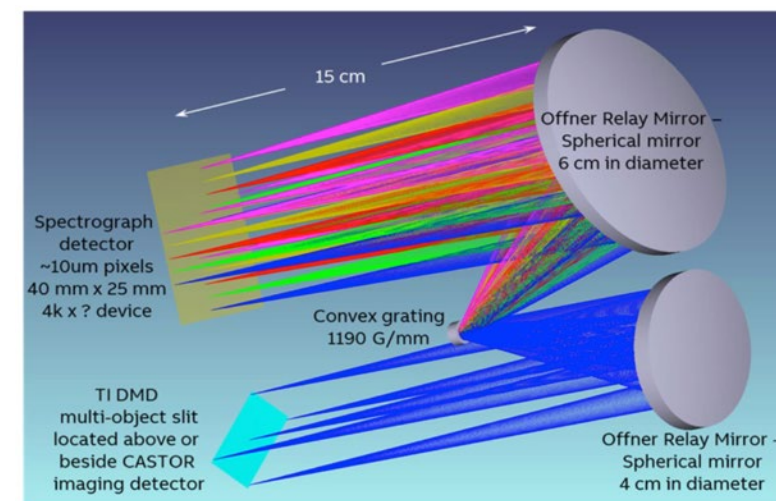 15 cm
Offner Relay Mirror –
Spherical mirror
6 cm in diameter
Spectrograph
detector
~10um pixels
40 mm x 25 mm
4k x ? device
Convex grating
1190 G/mm
TI DMD
multi-object slit
located above or
beside CASTOR
imaging detector
Offner Relay Mirror -
Spherical mirror
4 cm in diameter